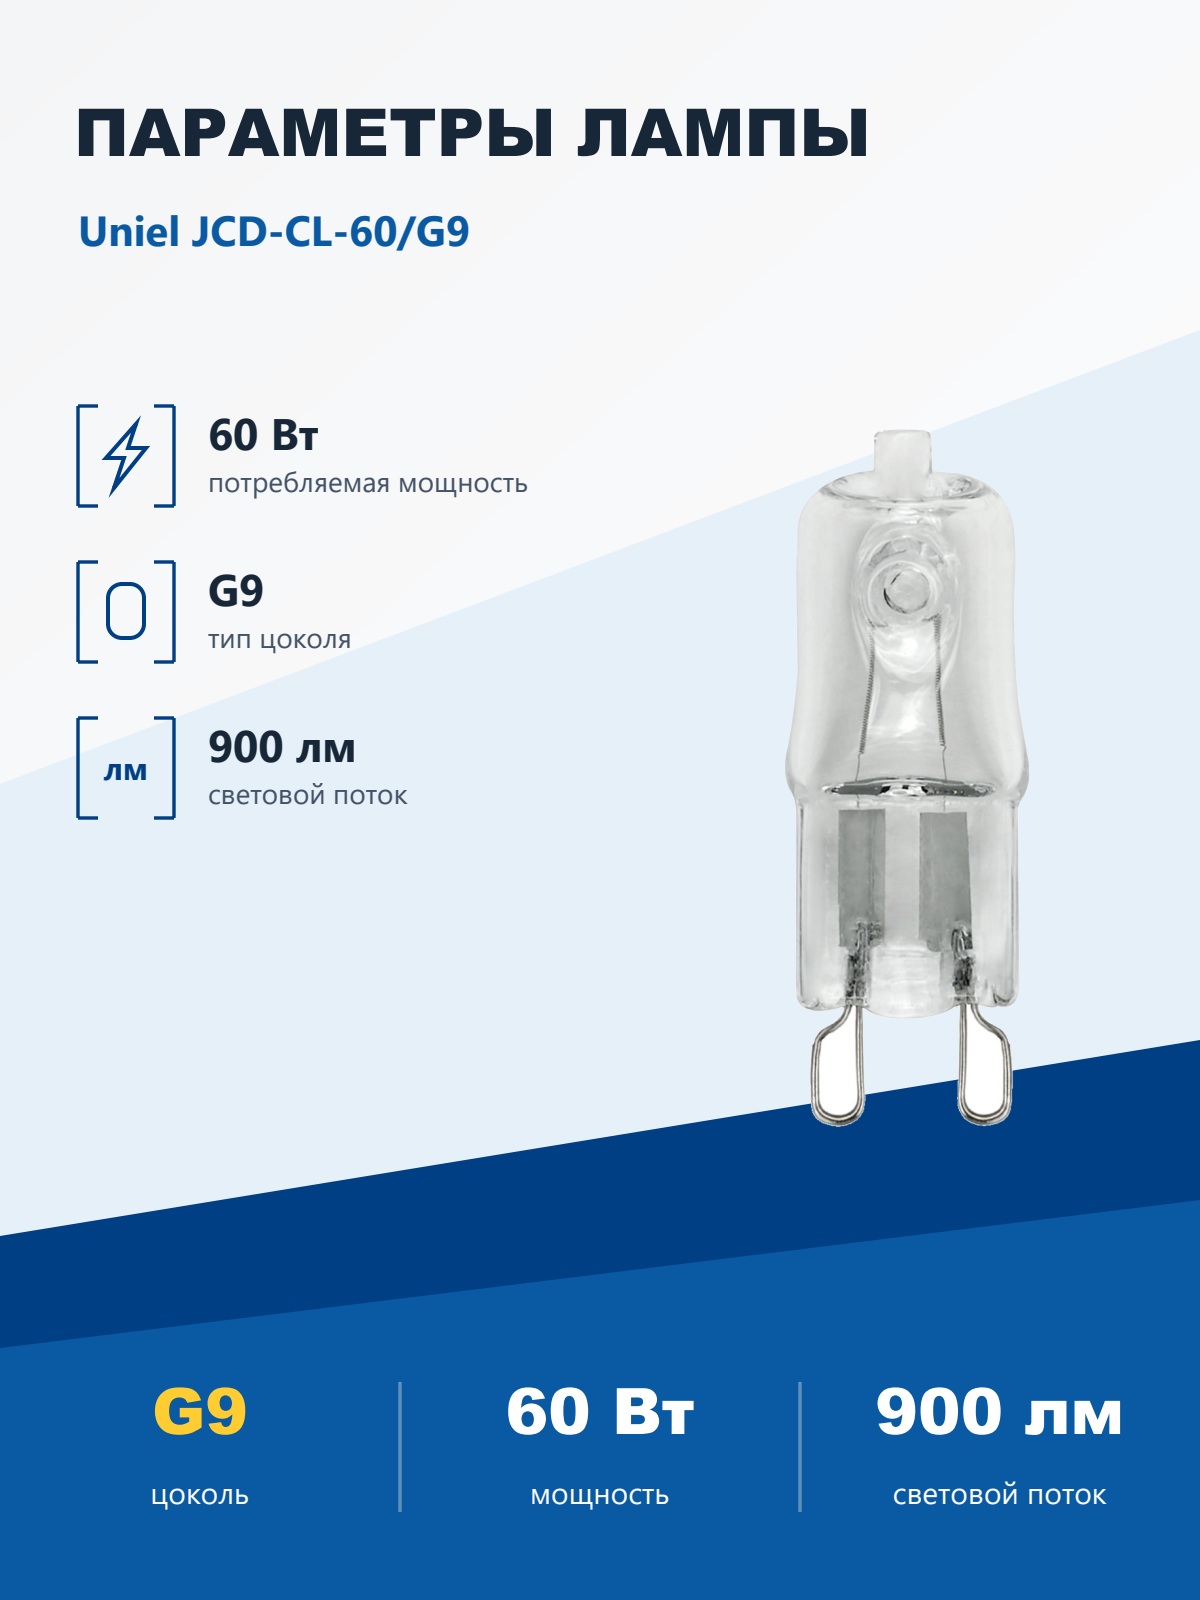 ПАРАМЕТРЫ ЛАМПЫ
Uniel JCD-CL-60/G9
60 Вт
потребляемая мощность
G9
тип цоколя
лм
900 лм
световой поток
G9
цоколь
60 Вт
мощность
900 лм
световой поток